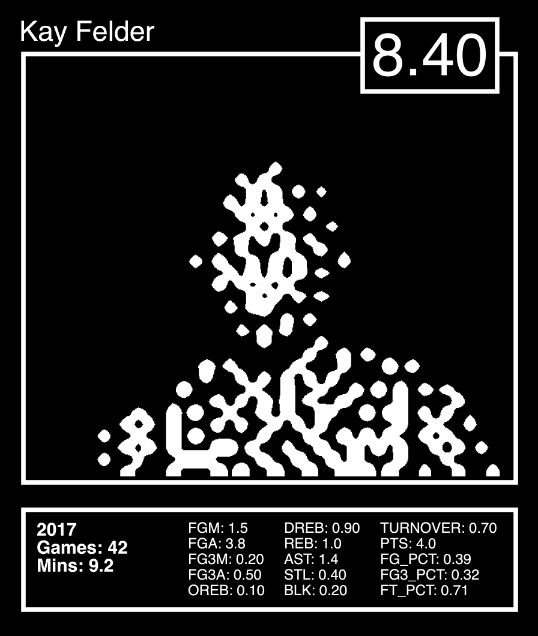 Kay Felder
8.40
2017
Games: 42
Mins: 9.2
FGM: 1.5
FGA: 3.8
FG3M: 0.20
FG3A: 0.50
OREB: 0.10
DREB: 0.90
REB: 1.0
AST: 1.4
STL: 0.40
BLK: 0.20
TURNOVER: 0.70
PTS: 4.0
FG_PCT: 0.39
FG3_PCT: 0.32
FT_PCT: 0.71